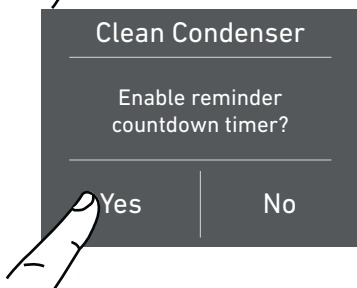 Clean Condenser
Enable reminder
countdown timer?
Yes
No